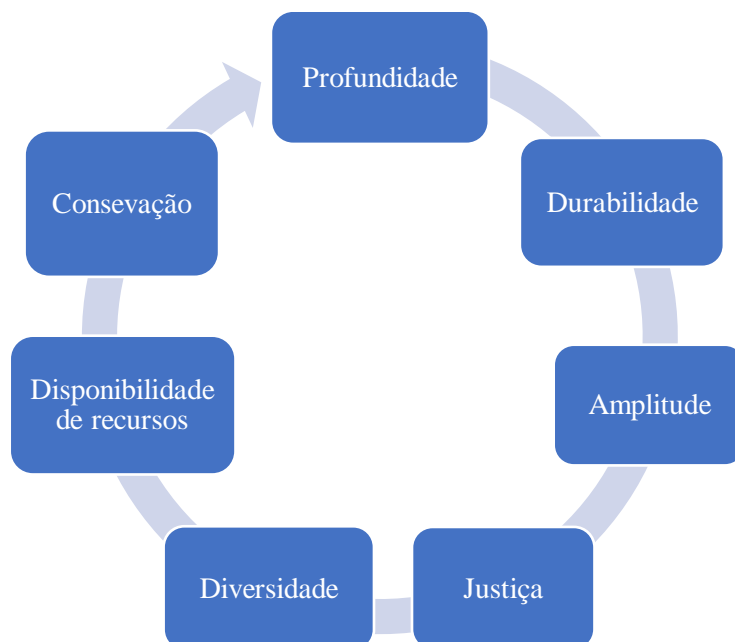 Profundidade
Durabilidade
Amplitude
Justiça
Diversidade
Disponibilidade
de recursos
Consevação